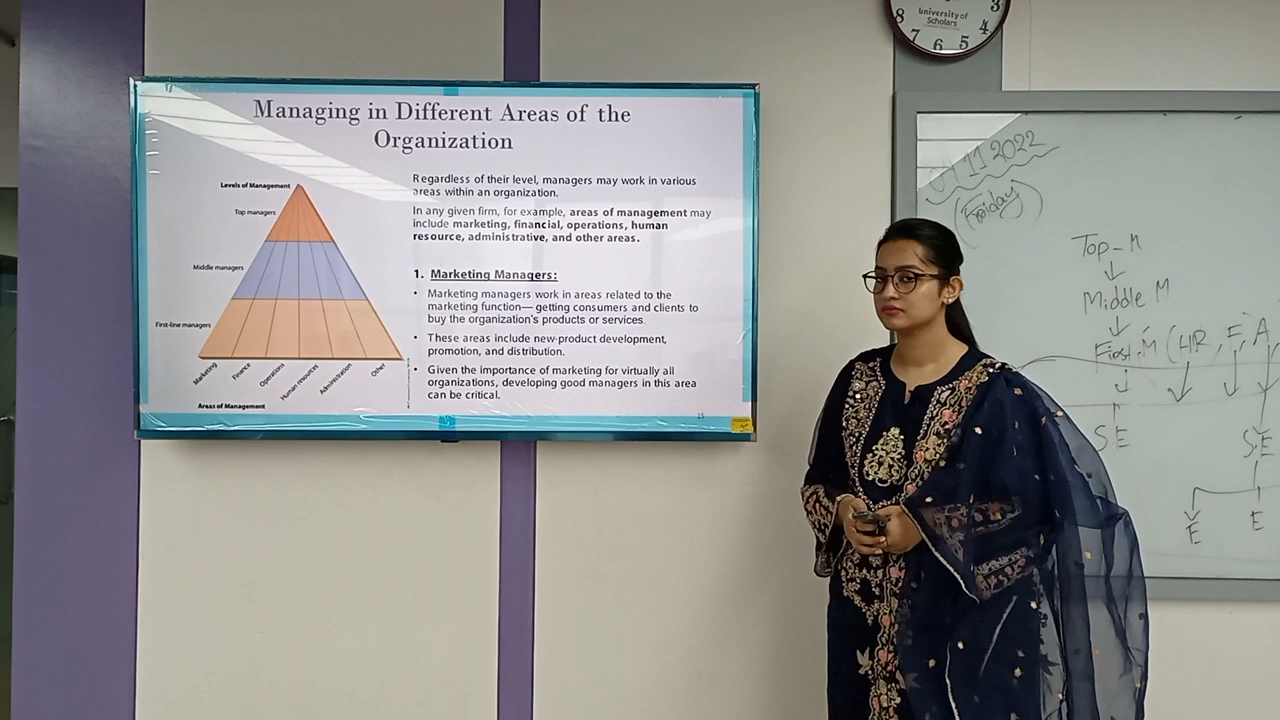 Managing in Different Areas of the
Organization
Levels of Management
Top managers
Middle managers
First-line managers
Marketing
Finance
Operations
Human resources
Administration
Other
Areas of Management
Regardless of their level, managers may work in various
areas within an organization.
In any given firm, for example, areas of management may
include marketing, financial, operations, human
resource, administrative, and other areas.
1. Marketing Managers:
• Marketing managers work in areas related to the
marketing function— getting consumers and clients to
buy the organization's products or services.
• These areas include new-product development,
promotion, and distribution.
• Given the importance of marketing for virtually all
organizations, developing good managers in this area
can be critical.
15
3
8
University of
Scholars
4
7
6
5
11 2022
(Friday)
Top-M
Middle M
First-M (HR, F, A
SE
SE
E
E